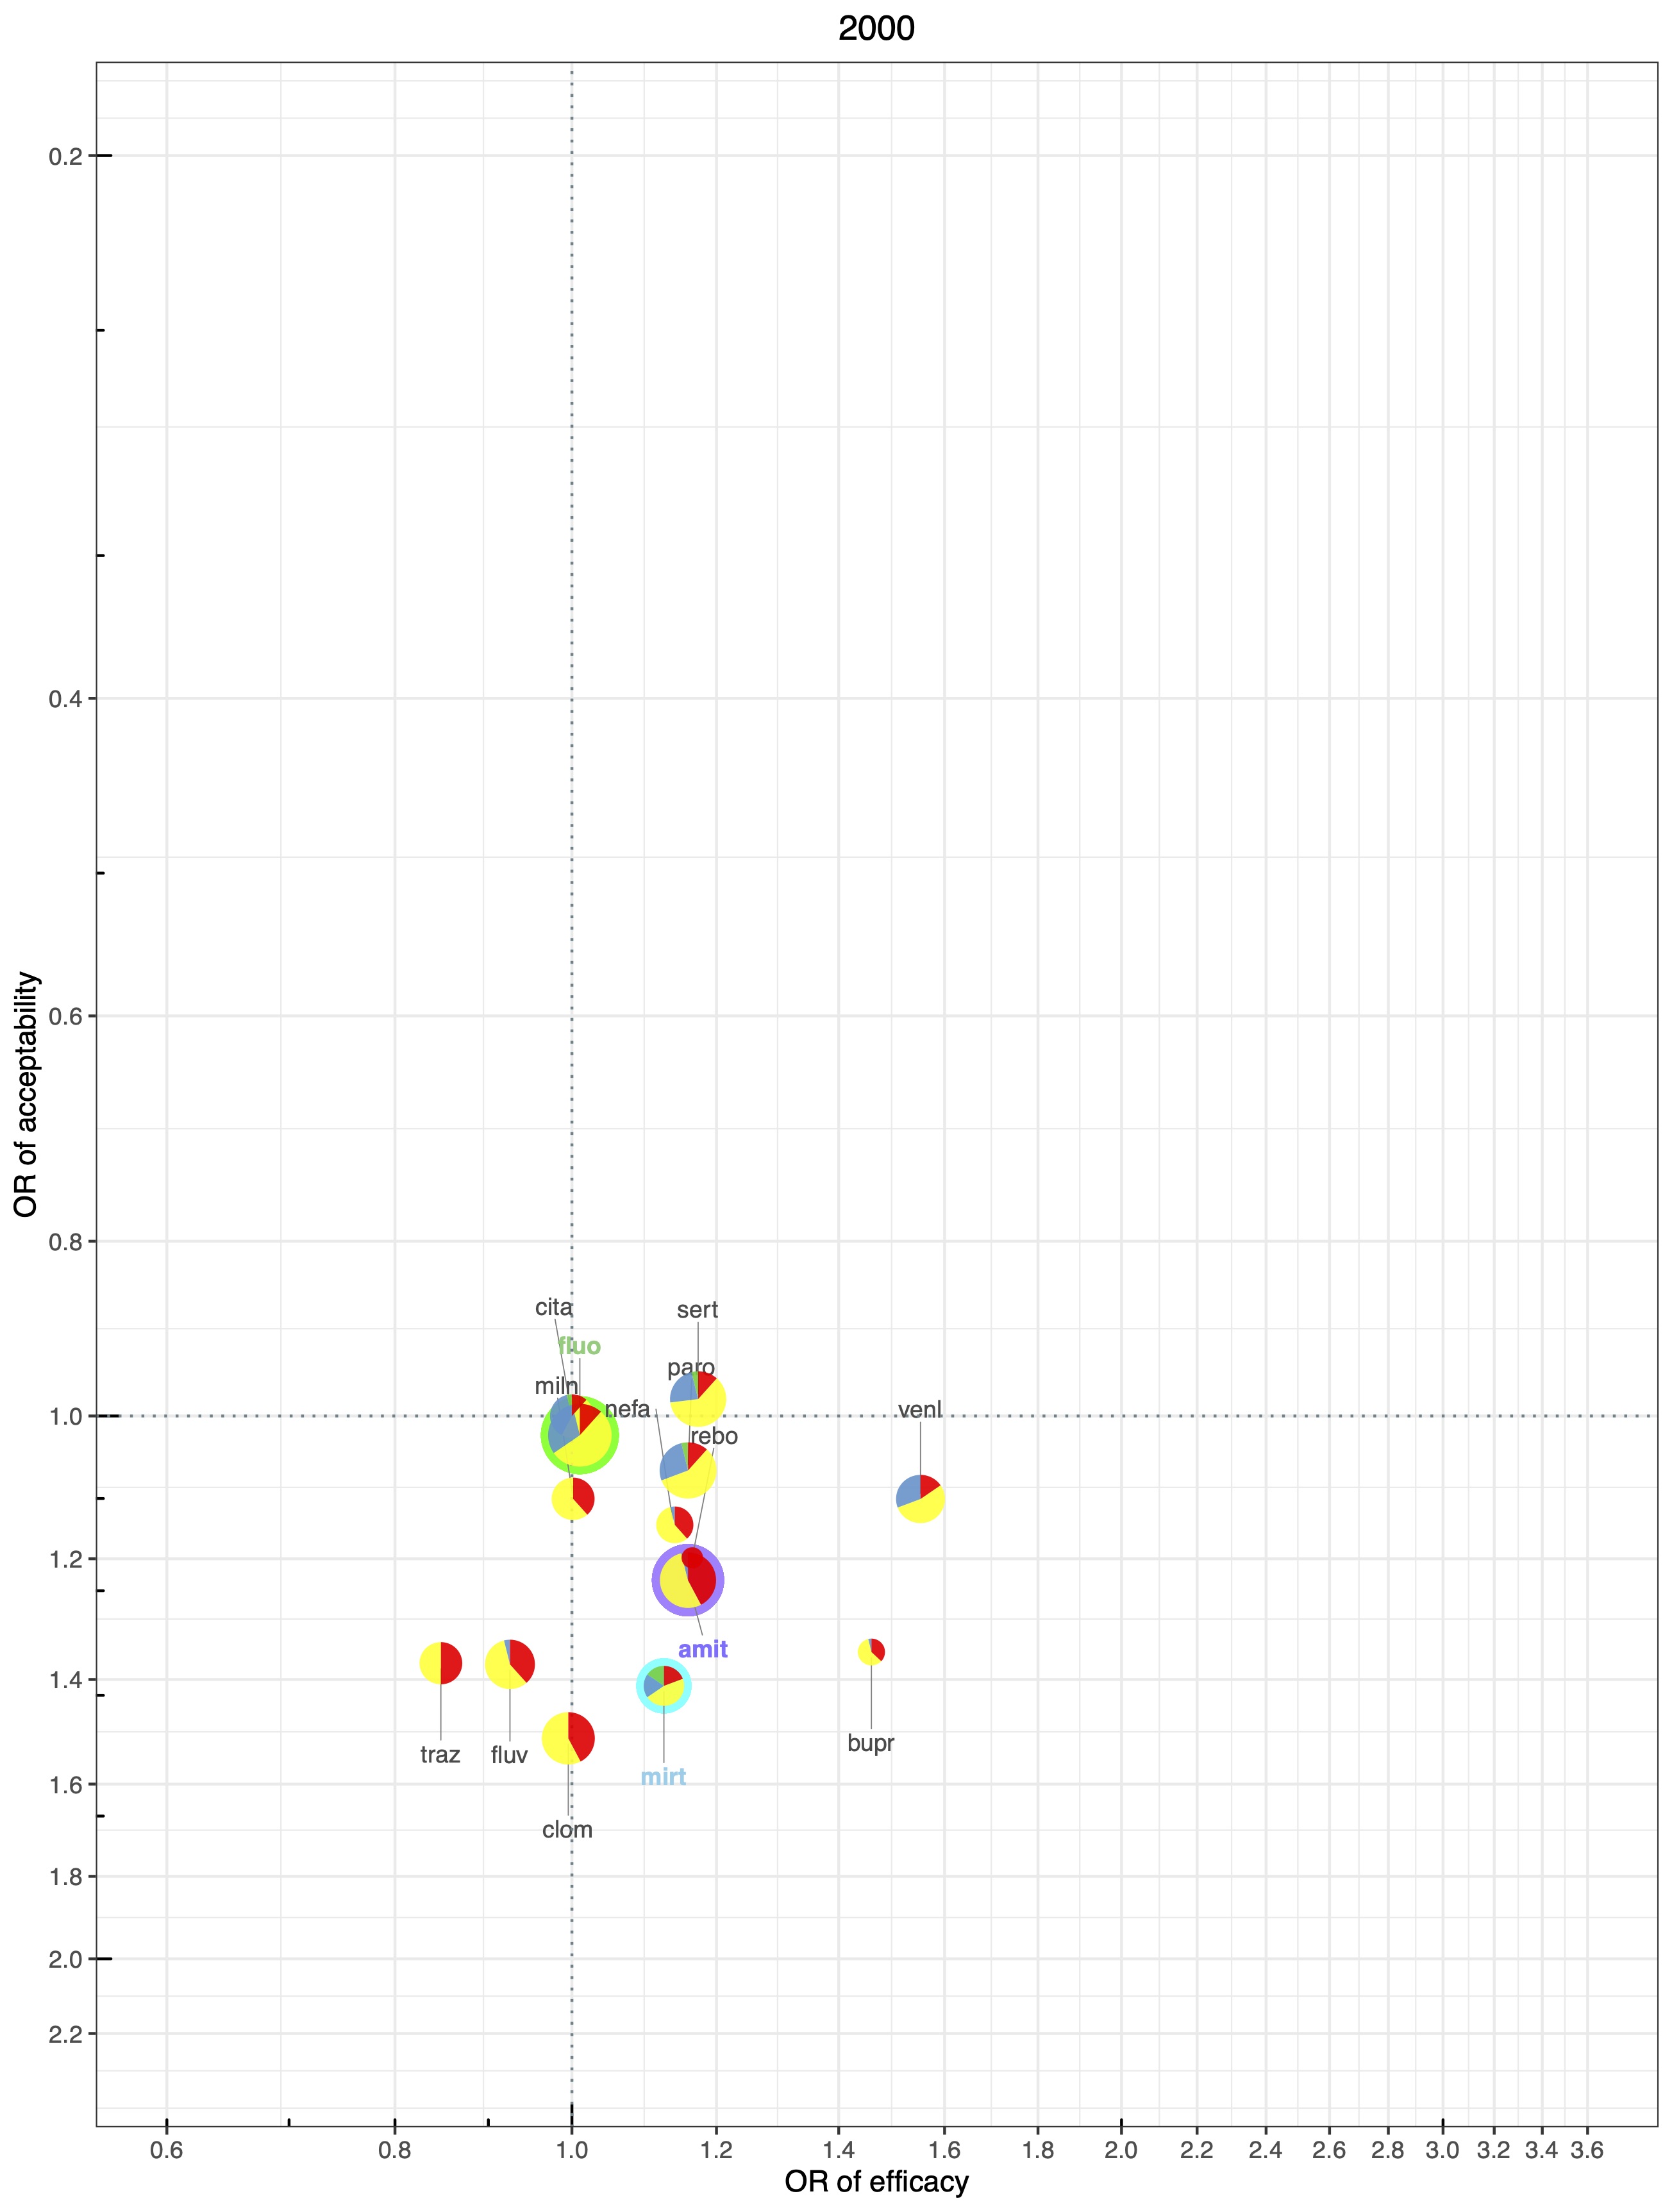 2000
OR of acceptability
0.2
0.4
0.6
0.8
1.0
1.2
1.4
1.6
1.8
2.0
2.2
cita
sert
fluo
paro
miln
nefa
venl
rebo
amit
bupr
traz
fluv
mirt
clom
0.6 0.8 1.0 1.2 1.4 1.6 1.8 2.0 2.2 2.4 2.6 2.8 3.0 3.2 3.4 3.6
OR of efficacy